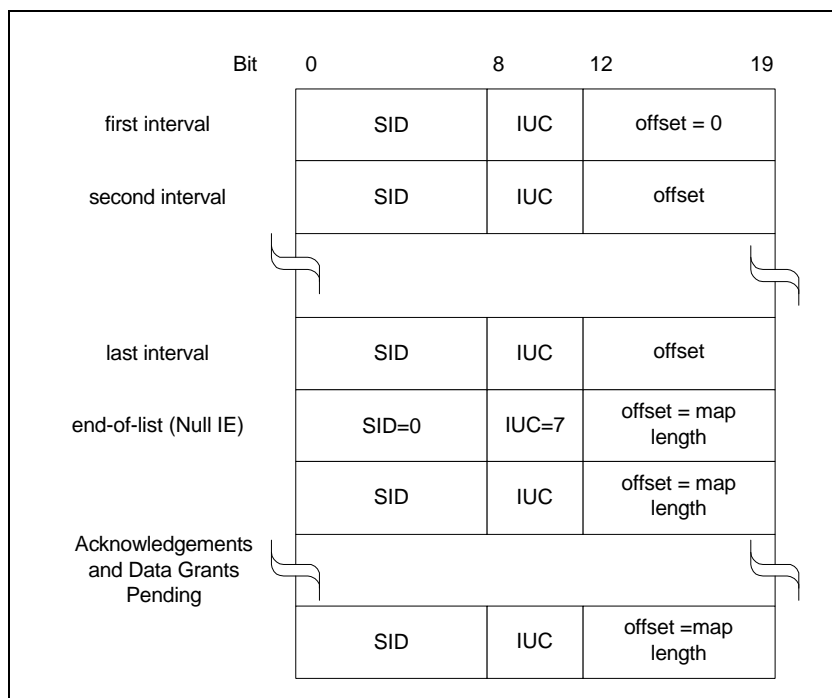 Bit 0 8 12 19
first interval SID IUC offset = 0
second interval SID IUC offset
last interval SID IUC offset
end-of-list (Null IE) SID=0 IUC=7 offset = map
length
SID IUC offset = map
length
Acknowledgements
and Data Grants
Pending
SID IUC offset =map
length